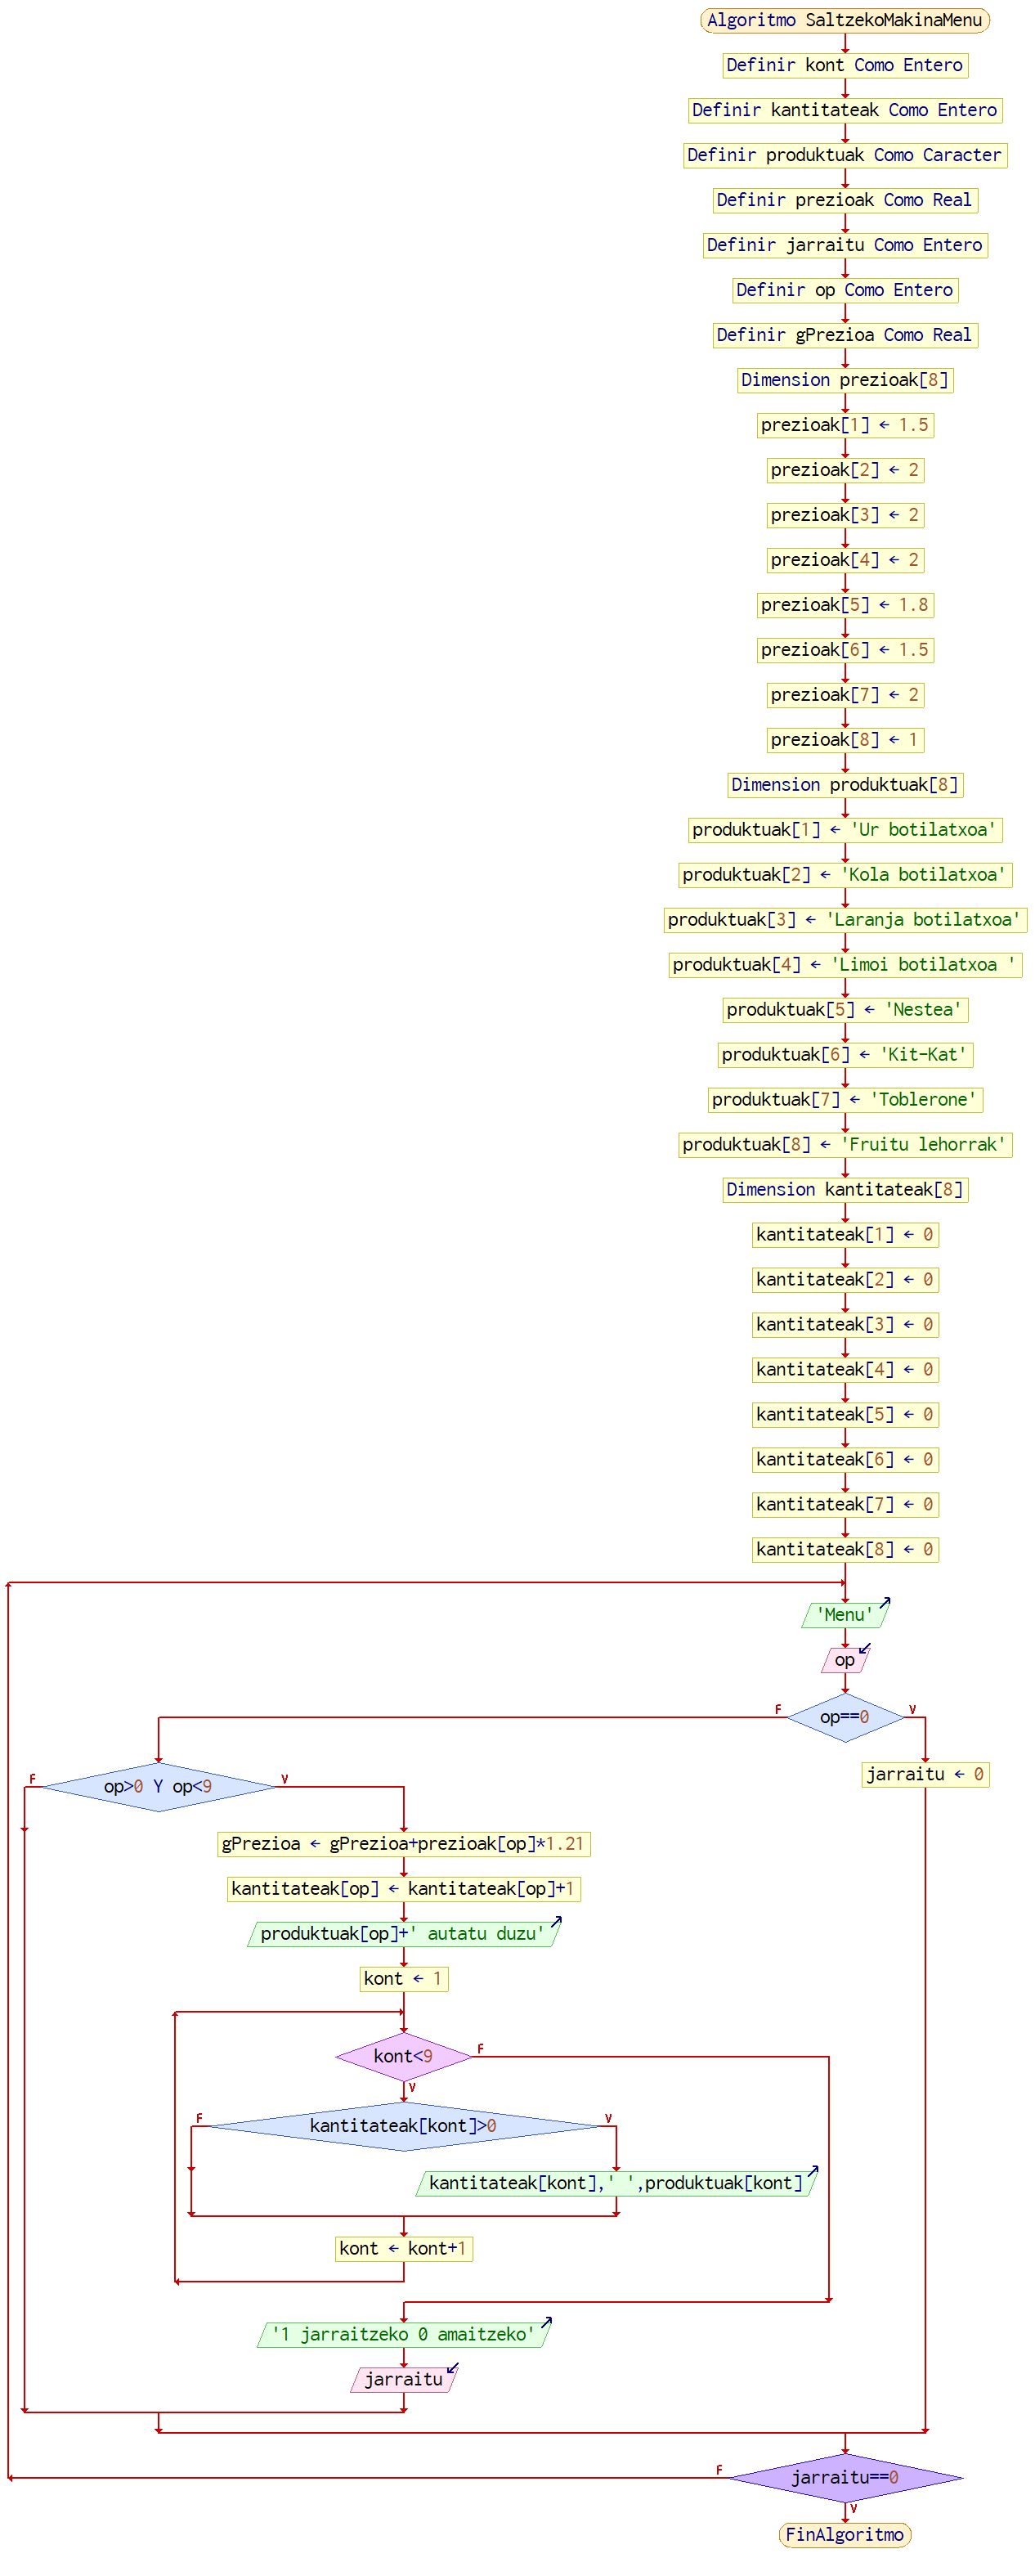 Algoritmo SaltzekoMakinaMenu
Definir kont Como Entero
Definir kantitateak Como Entero
Definir produktuak Como Caracter
Definir prezioak Como Real
Definir jarraitu Como Entero
Definir op Como Entero
Definir gPrezioa Como Real
Dimension prezioak[8]
prezioak[1] ← 1.5
prezioak[2] ← 2
prezioak[3] ← 2
prezioak[4] ← 2
prezioak[5] ← 1.8
prezioak[6] ← 1.5
prezioak[7] ← 2
prezioak[8] ← 1
Dimension produktuak[8]
produktuak[1] ← 'Ur botilatxoa'
produktuak[2] ← 'Kola botilatxoa'
produktuak[3] ← 'Laranja botilatxoa'
produktuak[4] ← 'Limoi botilatxoa '
produktuak[5] ← 'Nestea'
produktuak[6] ← 'Kit-Kat'
produktuak[7] ← 'Toblerone'
produktuak[8] ← 'Fruitu lehorrak'
Dimension kantitateak[8]
kantitateak[1] ← 0
kantitateak[2] ← 0
kantitateak[3] ← 0
kantitateak[4] ← 0
kantitateak[5] ← 0
kantitateak[6] ← 0
kantitateak[7] ← 0
kantitateak[8] ← 0
'Menu'
op
F op==0 V
jarraitu ← 0
F op>0 Y op<9 V
gPrezioa ← gPrezioa+prezioak[op]*1.21
kantitateak[op] ← kantitateak[op]+1
produktuak[op]+' autatu duzu'
kont ← 1
kont<9 F
V
F kantitateak[kont]>0 V
kantitateak[kont],' ',produktuak[kont]
kont ← kont+1
'1 jarraitzeko 0 amaitzeko'
jarraitu
F jarraitu==0
V
FinAlgoritmo